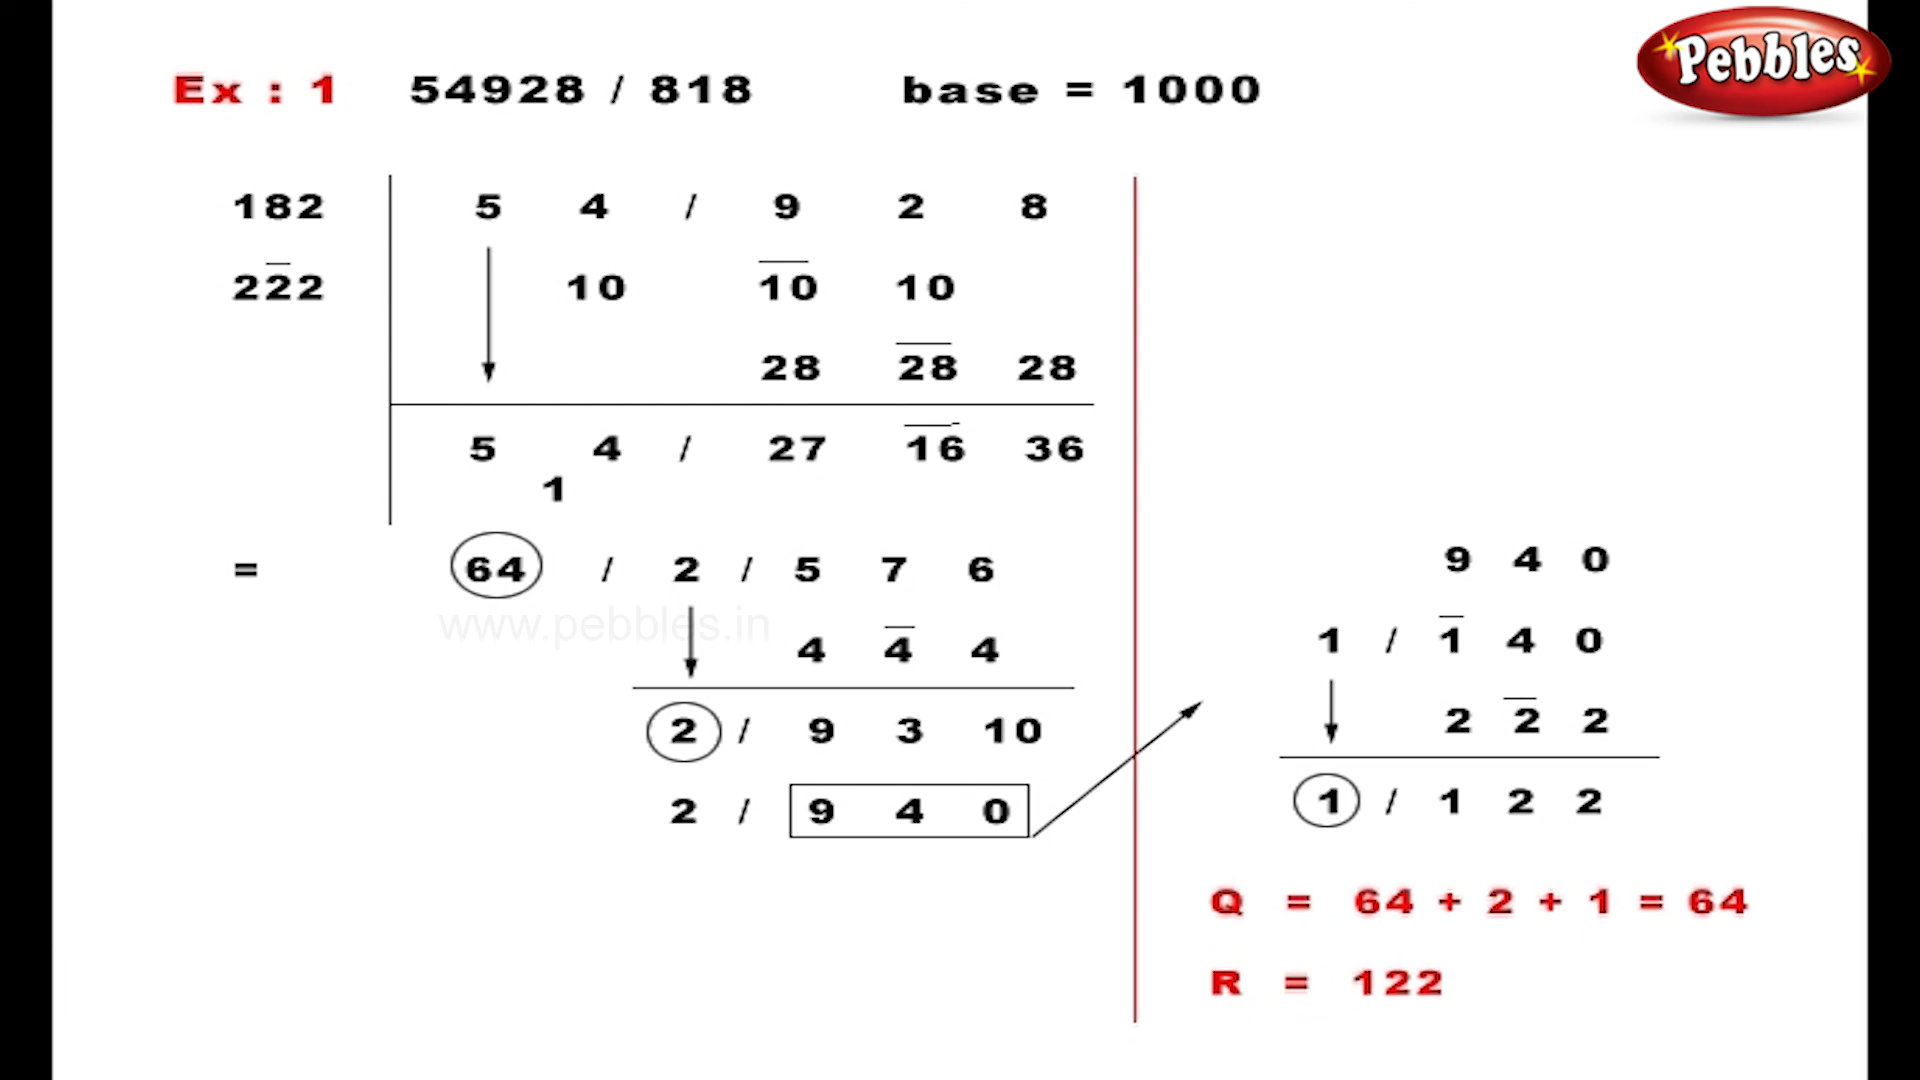 Pebbles
Ex : 1 54928 / 818 base = 1000
182 5 4 / 9 2 8
22̅2 10 1̅0̅ 10
28 2̅8̅ 28
5 4 / 27 1̅6̅ 36
1
= 64 / 2 / 5 7 6
www.pebbles.in
4 4̅ 4
2 / 9 3 10
2 / 9 4 0
9 4 0
1 / 1̅ 4 0
2 2̅ 2
1 / 1 2 2
Q = 64 + 2 + 1 = 64
R = 122